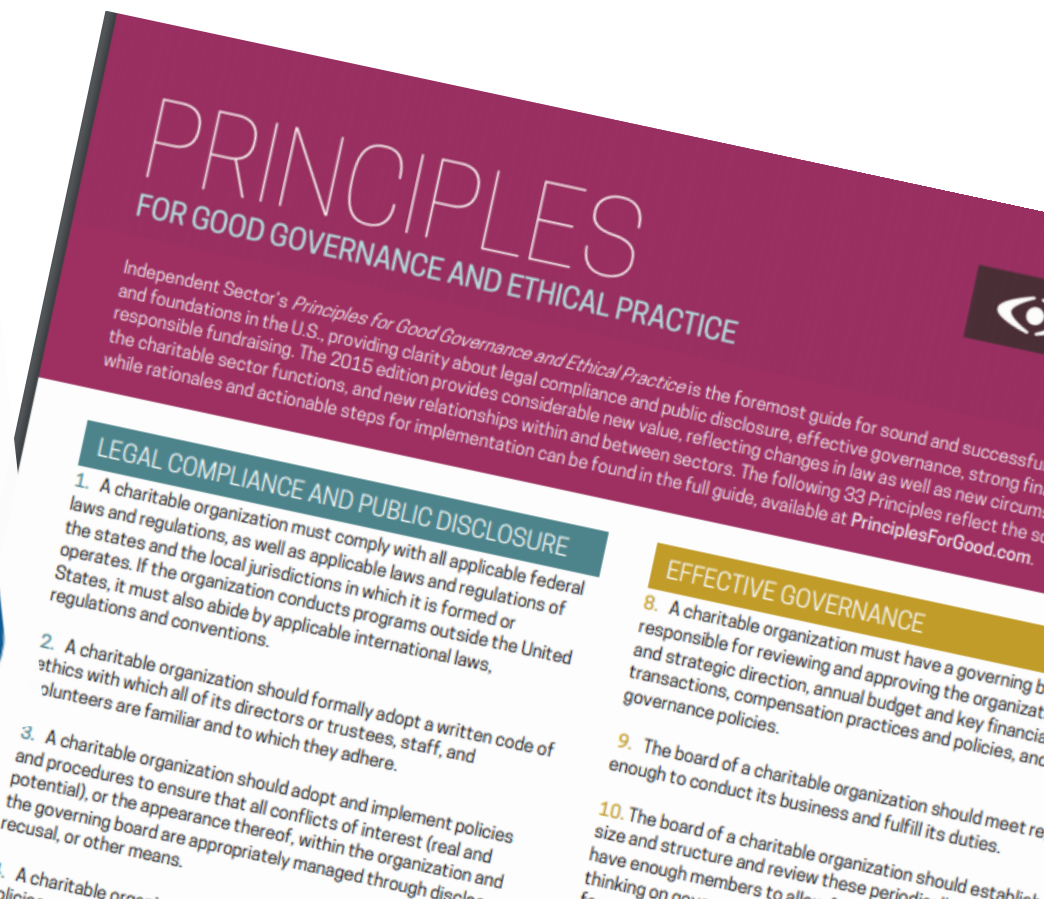 PRINCIPLES
FOR GOOD GOVERNANCE AND ETHICAL PRACTICE
Independent Sector's Principles for Good Governance and Ethical Practice is the foremost guide for sound and successful
and foundations in the U.S., providing clarity about legal compliance and public disclosure, effective governance, strong
responsible fundraising. The 2015 edition provides considerable new value, reflecting changes in law as well as new
the charitable sector functions, and new relationships within and between sectors. The following 33 Principles reflect the
while rationales and actionable steps for implementation can be found in the full guide, available at PrinciplesForGood.com.
LEGAL COMPLIANCE AND PUBLIC DISCLOSURE
1. A charitable organization must comply with all applicable federal
laws and regulations, as well as applicable laws and regulations of
the states and the local jurisdictions in which it is formed or
operates. If the organization conducts programs outside the United
States, it must also abide by applicable international laws,
regulations and conventions.
2. A charitable organization should formally adopt a written code of
ethics with which all of its directors or trustees, staff, and
olunteers are familiar and to which they adhere.
3. A charitable organization should adopt and implement policies
and procedures to ensure that all conflicts of interest (real and
potential), or the appearance thereof, within the organization and
the governing board are appropriately managed through
recusal, or other means.
A charitable
EFFECTIVE GOVERNANCE
8. A charitable organization must have a governing
responsible for reviewing and approving the
and strategic direction, annual budget and key
transactions, compensation practices and policies,
governance policies.
9. The board of a charitable organization should meet
enough to conduct its business and fulfill its duties.
10. The board of a charitable organization should
size and structure and review these
have enough members to
thinking on